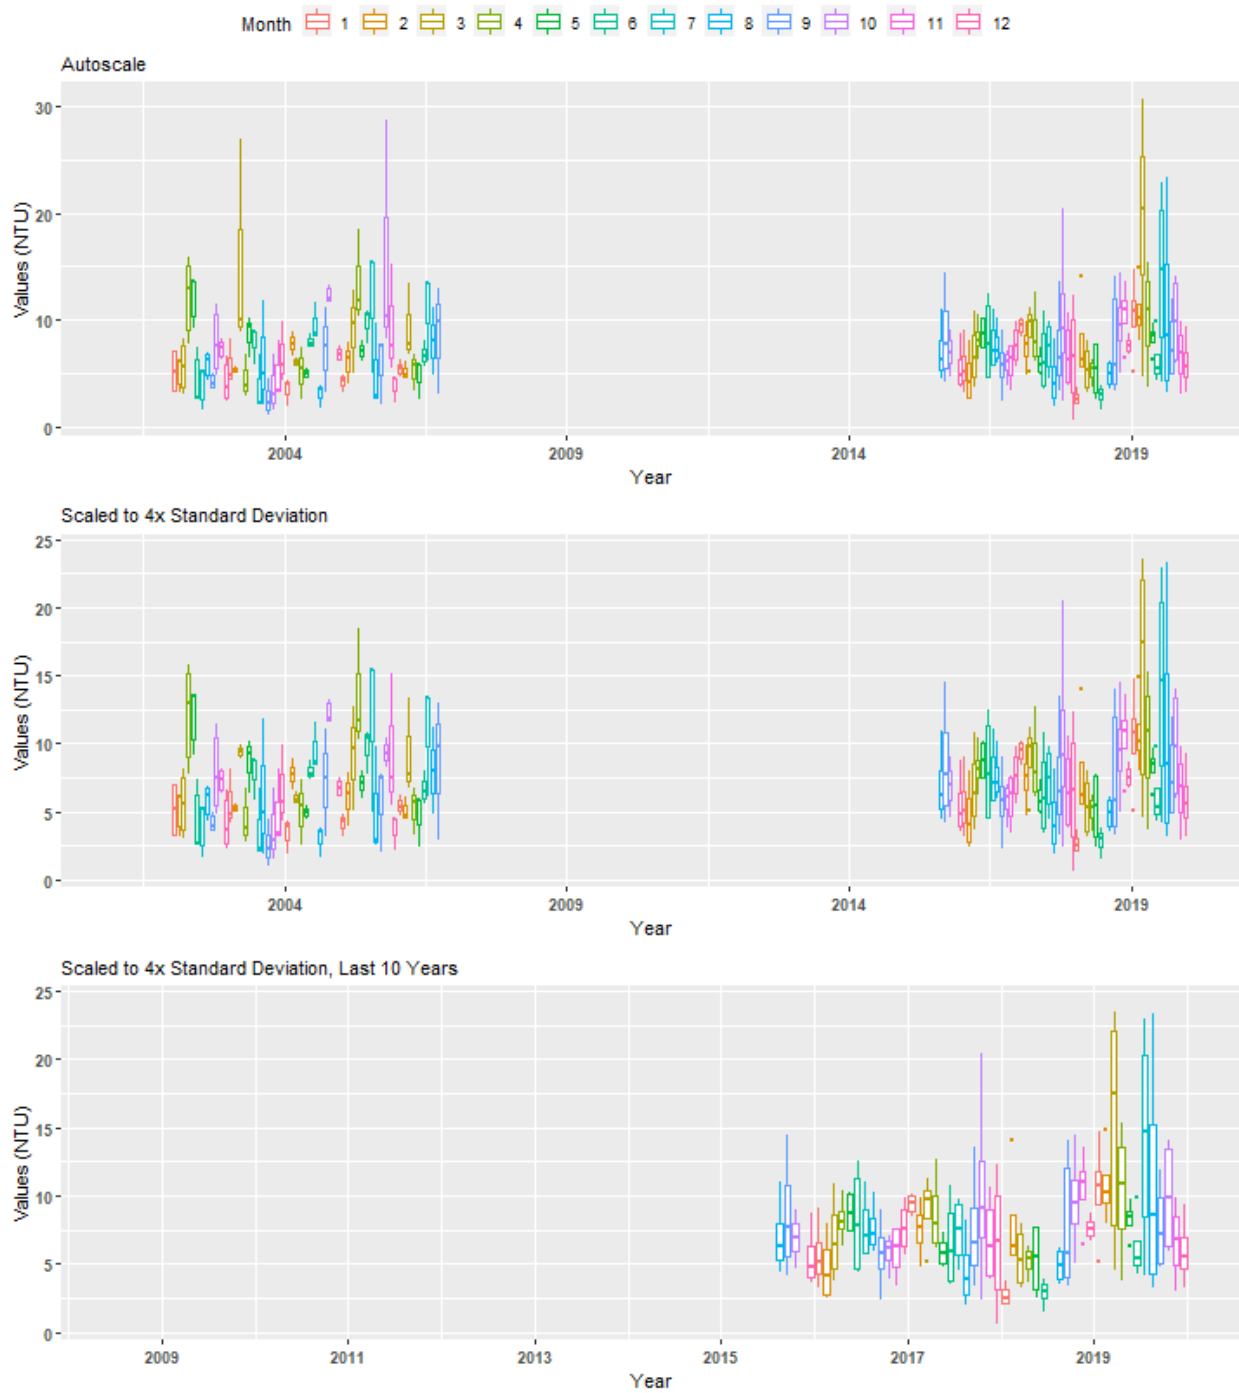 Month 1 2 3 4 5 6 7 8 9 10 11 12
Autoscale
30
20
10
0
Values (NTU)
2004 2009 2014 2019
Year
Scaled to 4x Standard Deviation
25
20
15
10
5
0
Values (NTU)
2004 2009 2014 2019
Year
Scaled to 4x Standard Deviation, Last 10 Years
25
20
15
10
5
0
Values (NTU)
2009 2011 2013 2015 2017 2019
Year